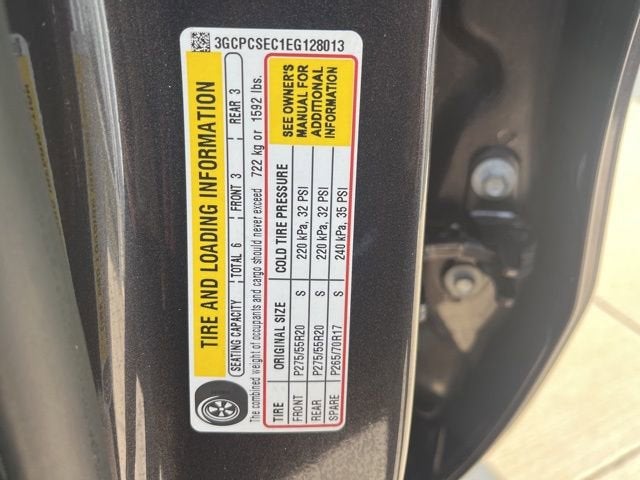 3GCPCSEC1EG128013
TIRE AND LOADING INFORMATION
SEATING CAPACITY TOTAL 6 FRONT 3 REAR 3
The combined weight of occupants and cargo should never exceed 722 kg or 1592 lbs.
TIRE ORIGINAL SIZE COLD TIRE PRESSURE
FRONT P275/55R20 S 220 kPa, 32 PSI
REAR P275/55R20 S 220 kPa, 32 PSI
SPARE P265/70R17 S 240 kPa, 35 PSI
SEE OWNER'S
MANUAL FOR
ADDITIONAL
INFORMATION